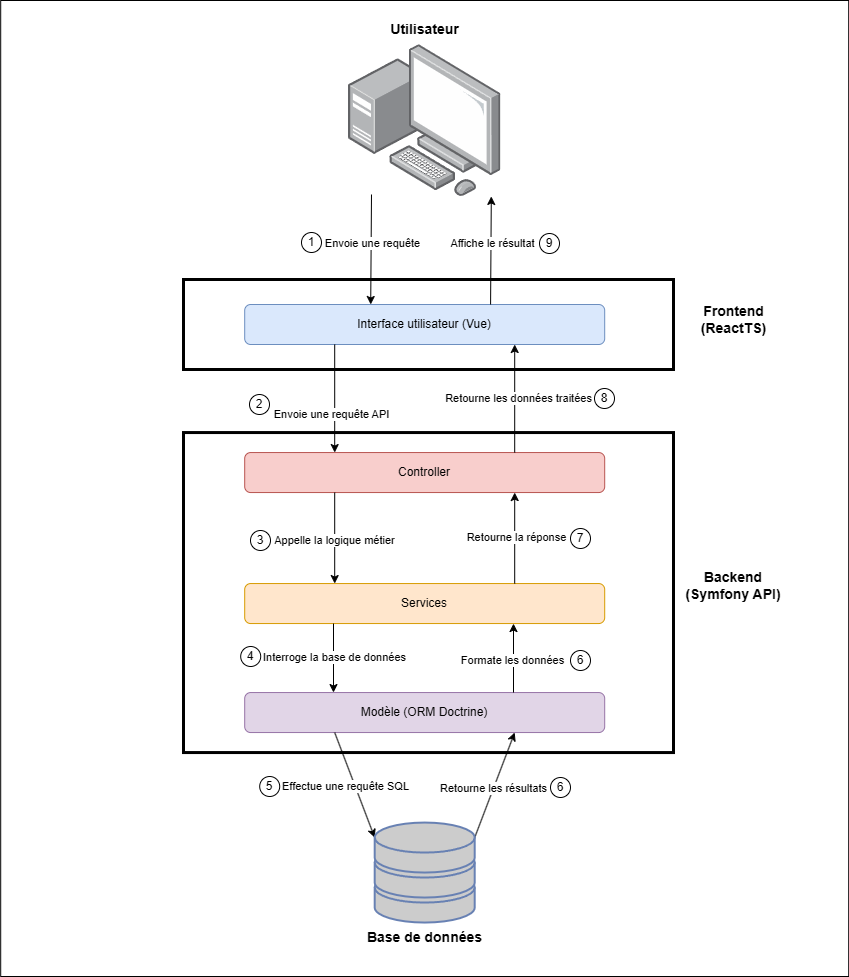 Utilisateur
1 Envoie une requête
Affiche le résultat 9
Frontend
(ReactTS)
Interface utilisateur (Vue)
2 Envoie une requête API
Retourne les données traitées 8
Controller
3 Appelle la logique métier
Retourne la réponse 7
Backend
(Symfony API)
Services
4 Interroge la base de données
Formate les données 6
Modèle (ORM Doctrine)
5 Effectue une requête SQL
Retourne les résultats 6
Base de données